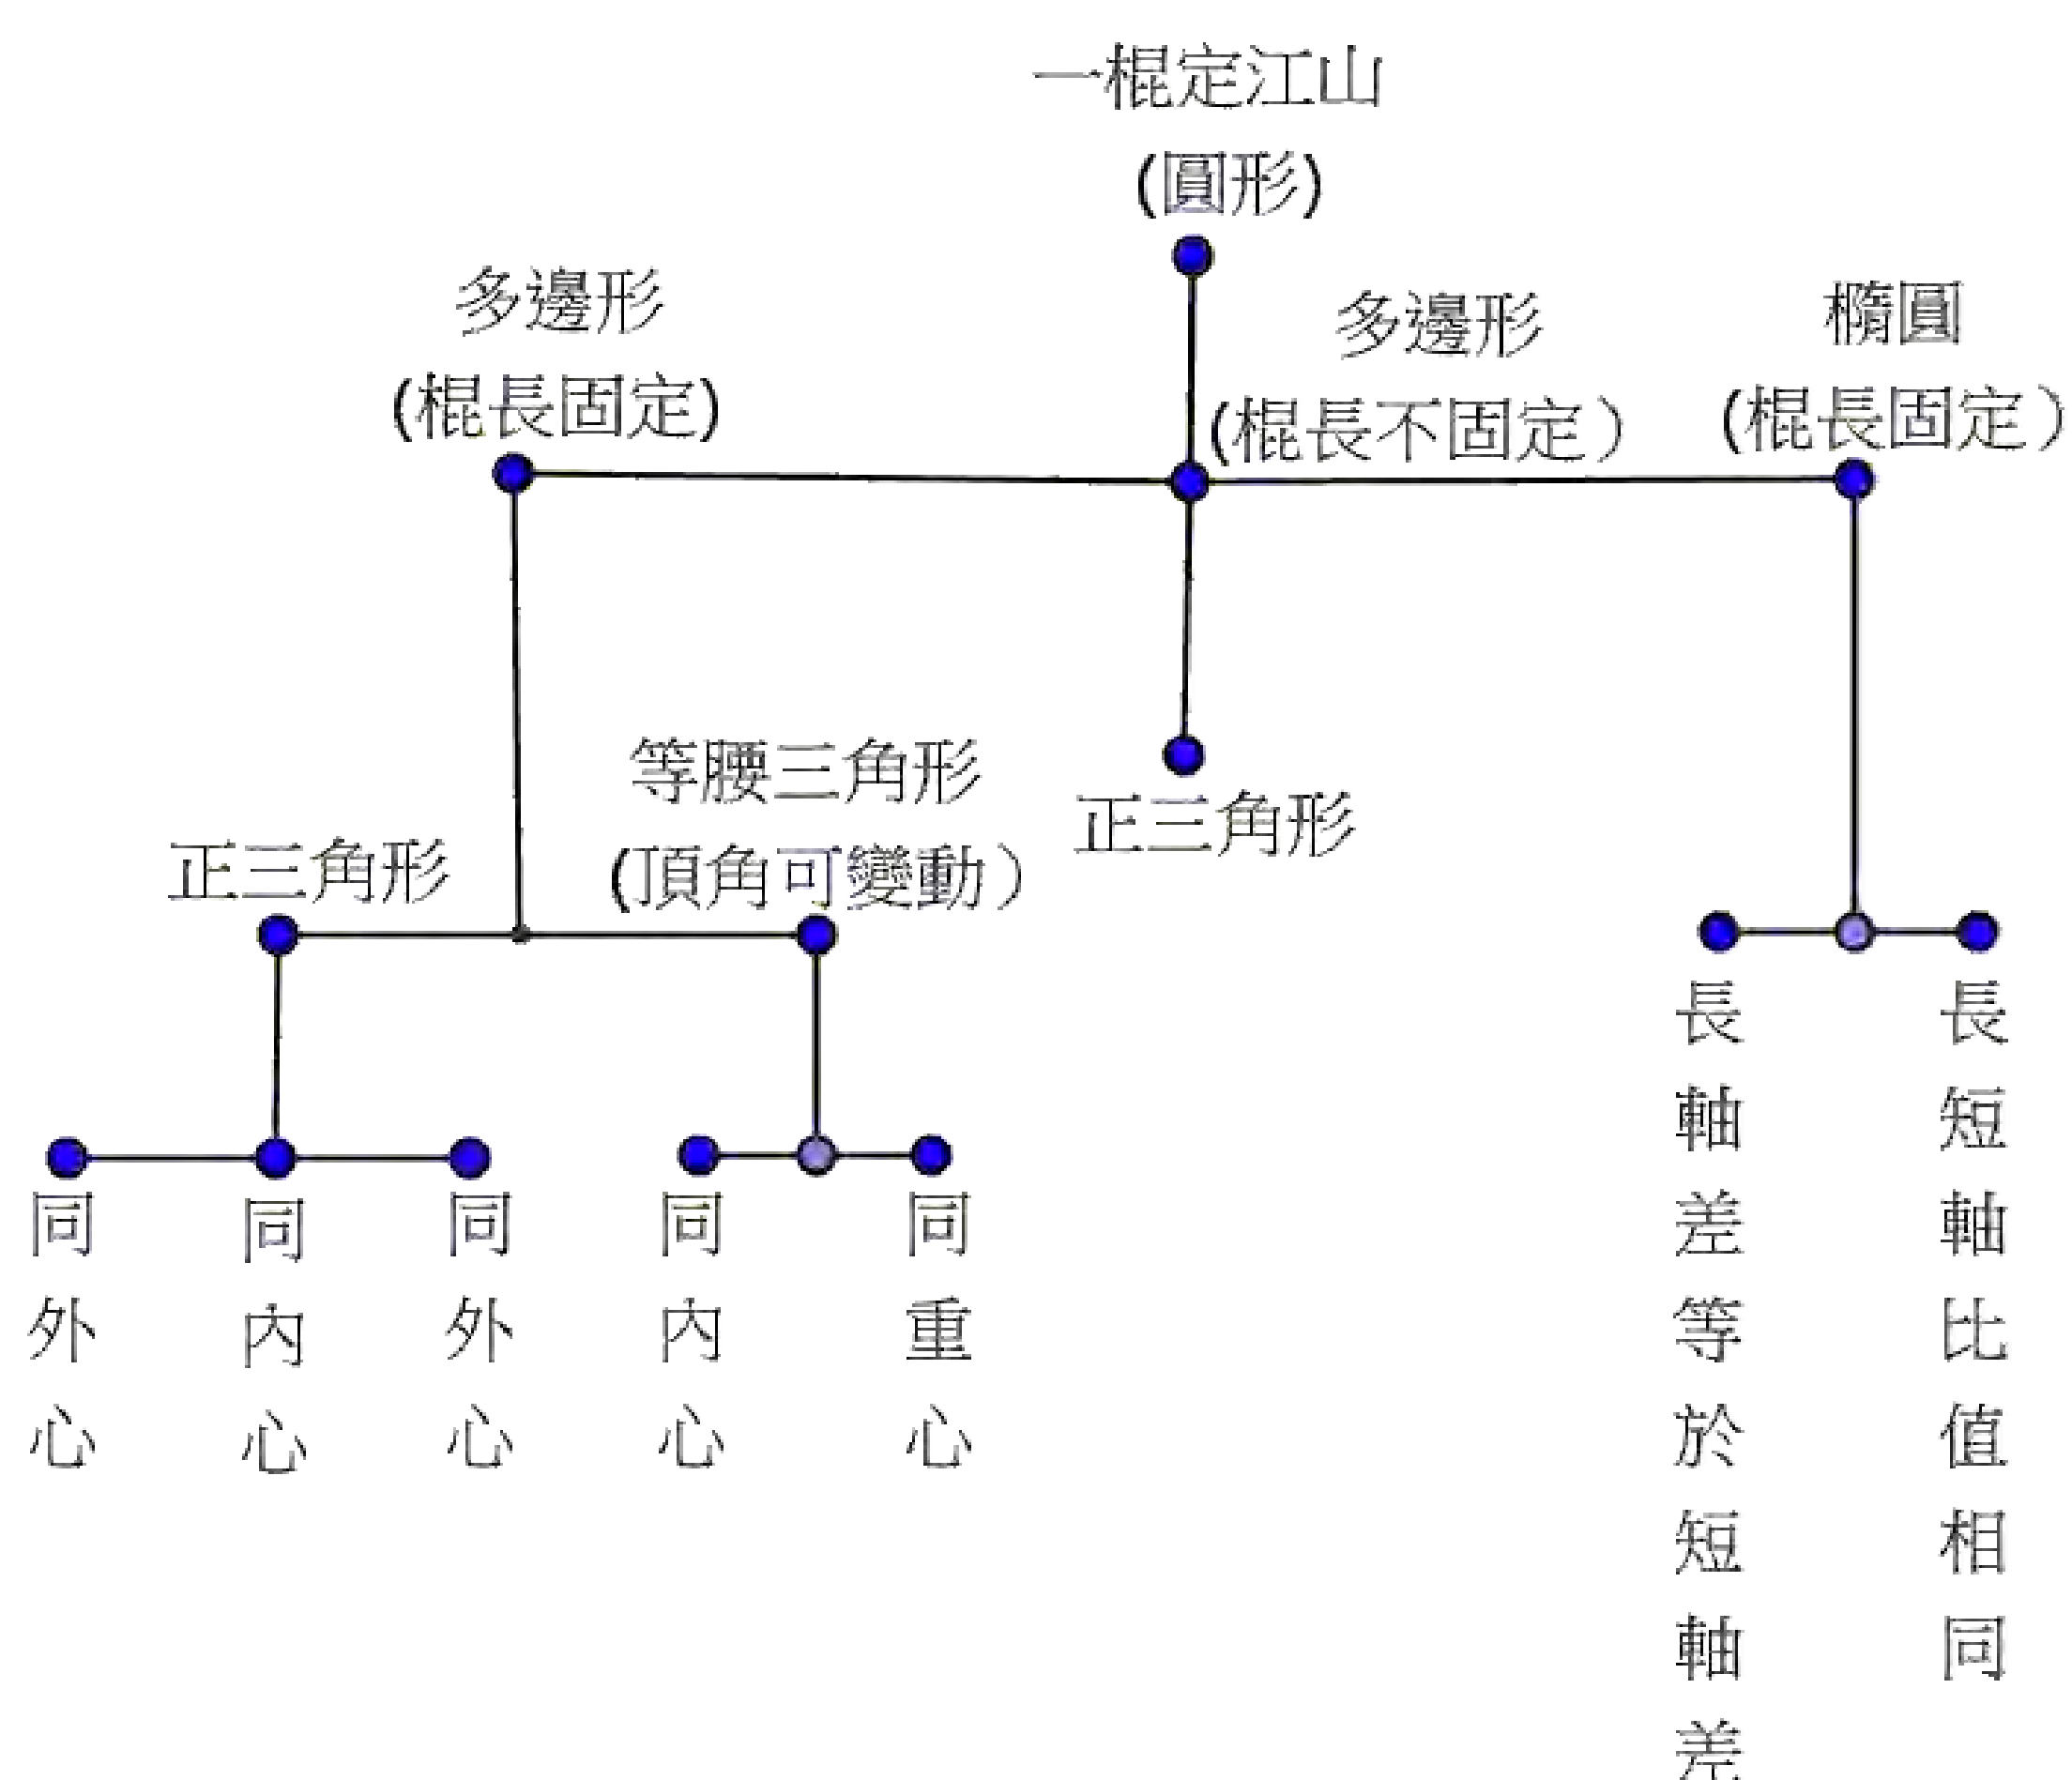 一棍定江山
(圓形)
多邊形
(棍長固定)
多邊形
(棍長不固定）
橢圓
(棍長固定）
等腰三角形
(頂角可變動）
正三角形
正三角形
同外心
同內心
同外心
同內心
同重心
長軸差等於短軸差
長短軸比值相同